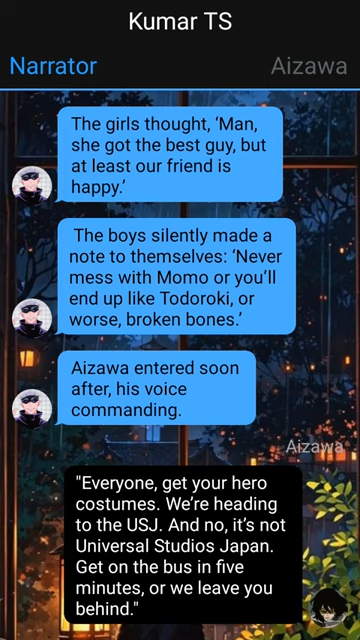 Kumar TS
Narrator
Aizawa
The girls thought, ‘Man,
she got the best guy, but
at least our friend is
happy.’
The boys silently made a
note to themselves: ‘Never
mess with Momo or you’ll
end up like Todoroki, or
worse, broken bones.’
Aizawa entered soon
after, his voice
commanding.
Aizawa
"Everyone, get your hero
costumes. We’re heading
to the USJ. And no, it’s not
Universal Studios Japan.
Get on the bus in five
minutes, or we leave you
behind."